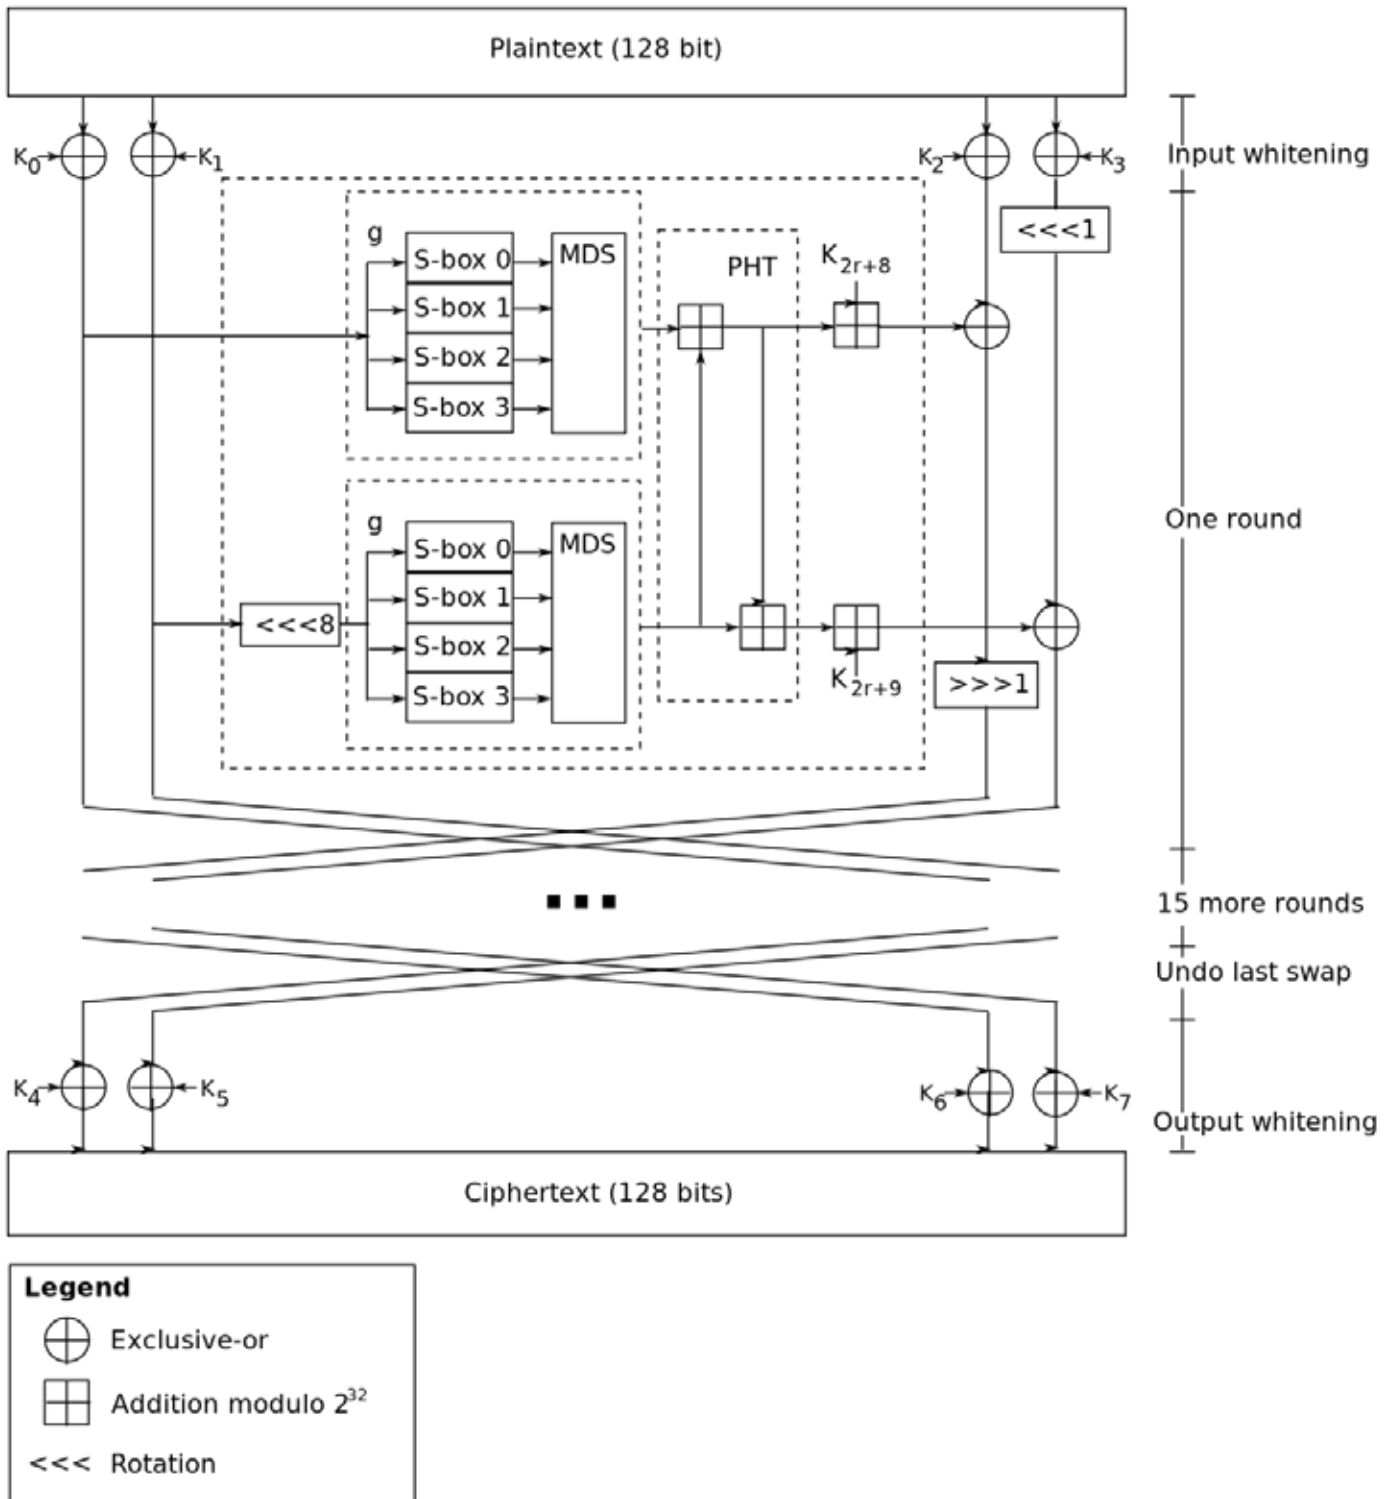 Plaintext (128 bit)
K0 K1 K2 K3 Input whitening
<<<1
g S-box 0 MDS PHT K2r+8
S-box 1
S-box 2
S-box 3
One round
g S-box 0 MDS
S-box 1
<<<8
S-box 2
S-box 3 K2r+9 >>>1
15 more rounds
Undo last swap
K4 K5 K6 K7
Output whitening
Ciphertext (128 bits)
Legend
Exclusive-or
Addition modulo 2^32
<<< Rotation